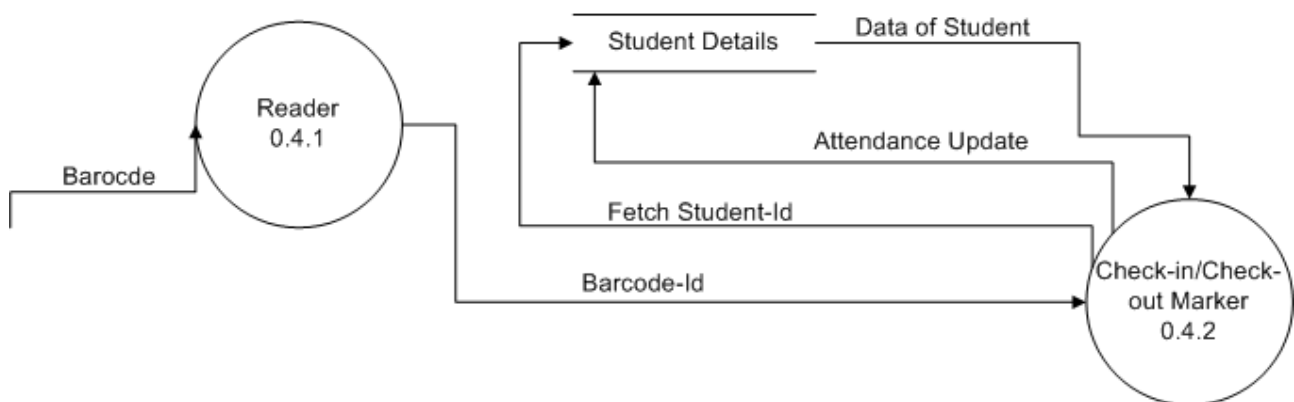 Student Details
Data of Student
Reader
0.4.1
Attendance Update
Barocde
Fetch Student-Id
Barcode-Id
Check-in/Check-
out Marker
0.4.2